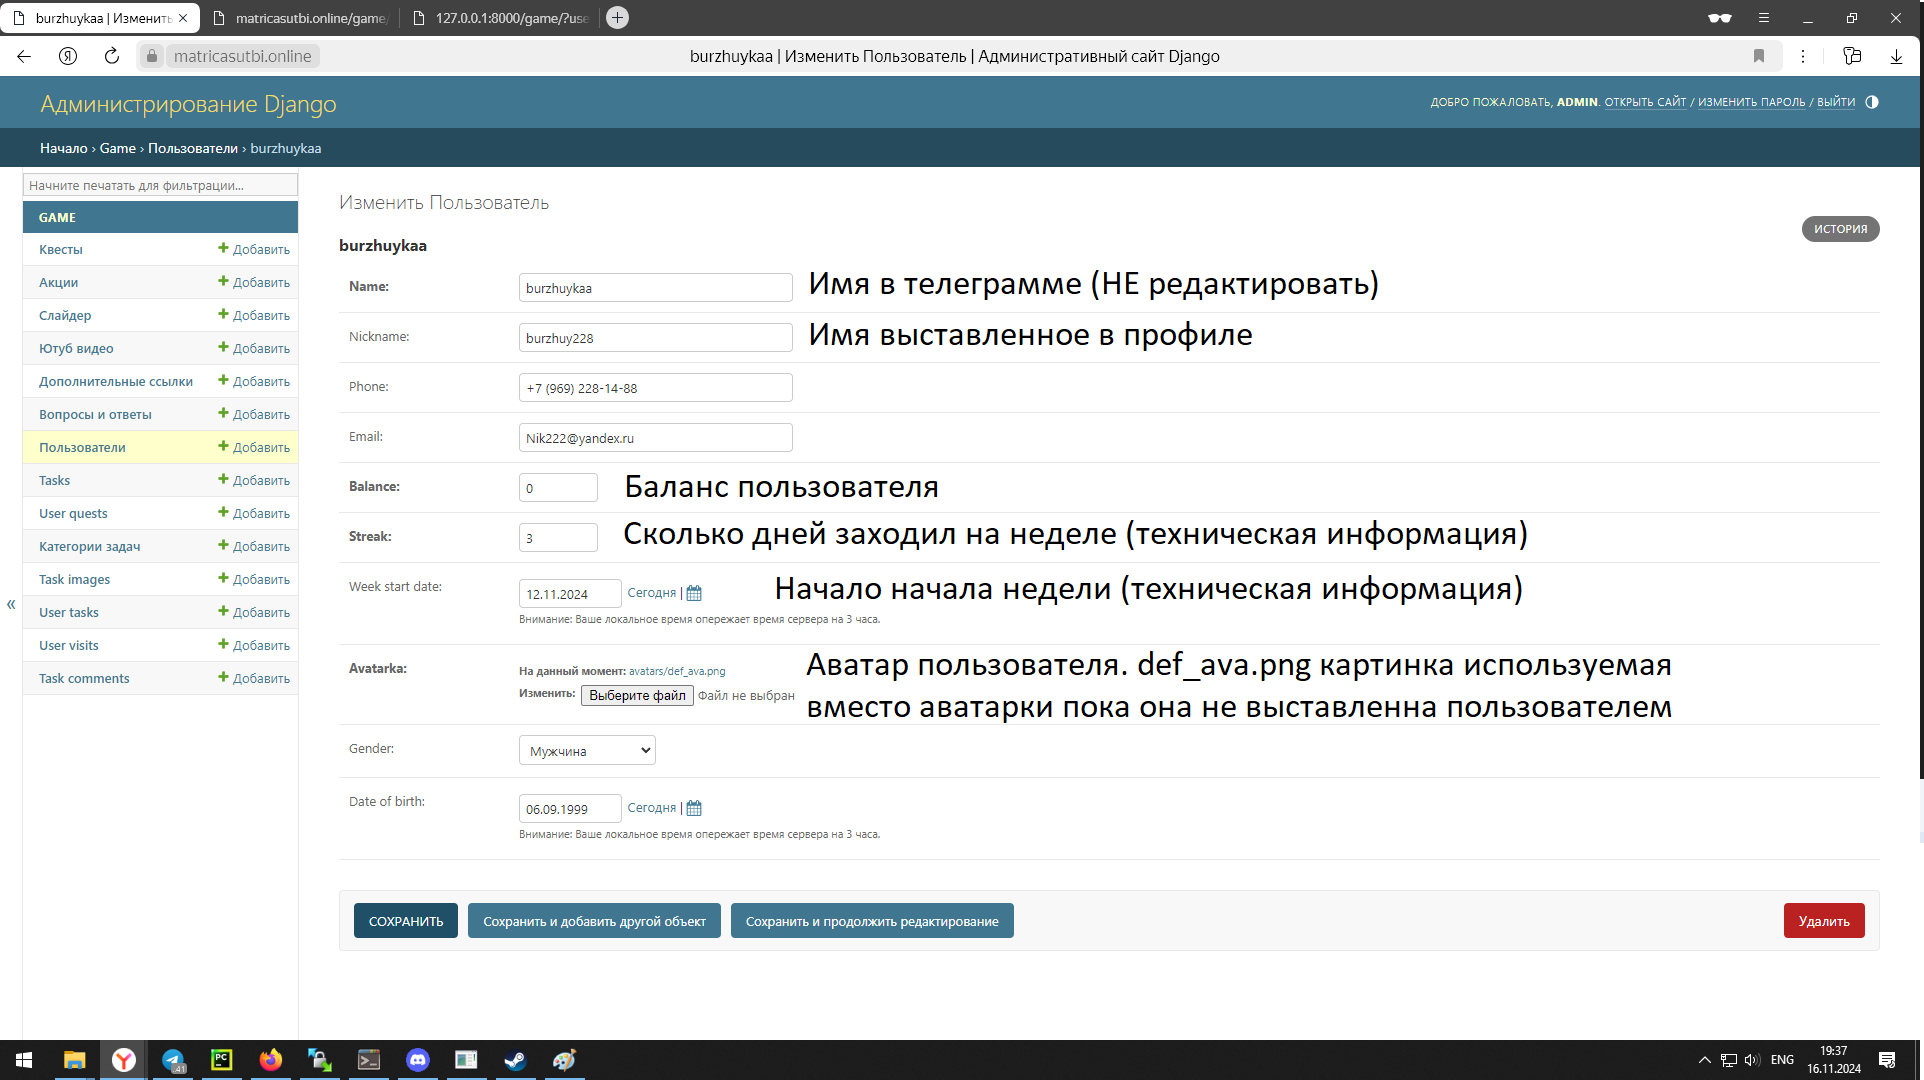 burzhuykaa | Изменить
matricasutbi.online/game/
127.0.0.1:8000/game/?use
matricasutbi.online
burzhuykaa | Изменить Пользователь | Административный сайт Django
Администрирование Django
ДОБРО ПОЖАЛОВАТЬ, ADMIN. ОТКРЫТЬ САЙТ / ИЗМЕНИТЬ ПАРОЛЬ / ВЫЙТИ
Начало › Game › Пользователи › burzhuykaa
Начните печатать для фильтрации...
GAME
Квесты Добавить
Акции Добавить
Слайдер Добавить
Ютуб видео Добавить
Дополнительные ссылки Добавить
Вопросы и ответы Добавить
Пользователи Добавить
Tasks Добавить
User quests Добавить
Категории задач Добавить
Task images Добавить
User tasks Добавить
User visits Добавить
Task comments Добавить
«
Изменить Пользователь
ИСТОРИЯ
burzhuykaa
Name: burzhuykaa Имя в телеграмме (НЕ редактировать)
Nickname: burzhuy228 Имя выставленное в профиле
Phone: +7 (969) 228-14-88
Email: Nik222@yandex.ru
Balance: 0 Баланс пользователя
Streak: 3 Сколько дней заходил на неделе (техническая информация)
Week start date: 12.11.2024 Сегодня | Начало начала недели (техническая информация)
Внимание: Ваше локальное время опережает время сервера на 3 часа.
Avatarka: На данный момент: avatars/def_ava.png
Изменить: Выберите файл Файл не выбран
Аватар пользователя. def_ava.png картинка используемая
вместо аватарки пока она не выставленна пользователем
Gender: Мужчина
Date of birth: 06.09.1999 Сегодня |
Внимание: Ваше локальное время опережает время сервера на 3 часа.
СОХРАНИТЬ Сохранить и добавить другой объект Сохранить и продолжить редактирование Удалить
41
PC
ENG
19:37
16.11.2024